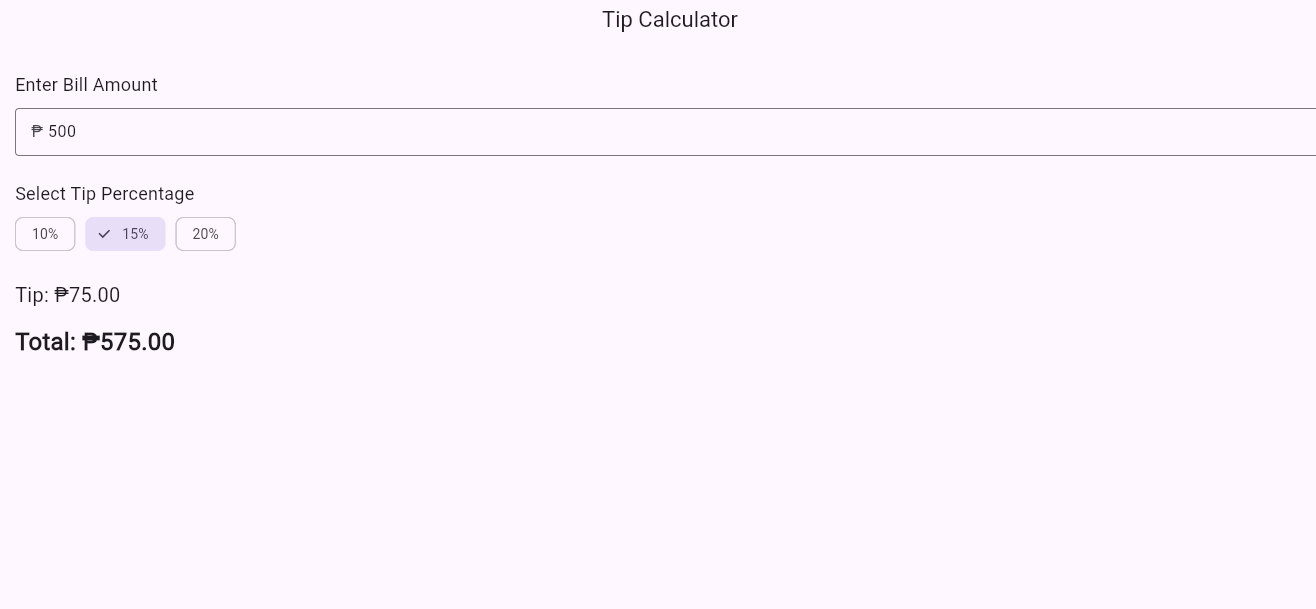 Tip Calculator
Enter Bill Amount
₱ 500
Select Tip Percentage
10% 15% 20%
Tip: ₱75.00
Total: ₱575.00